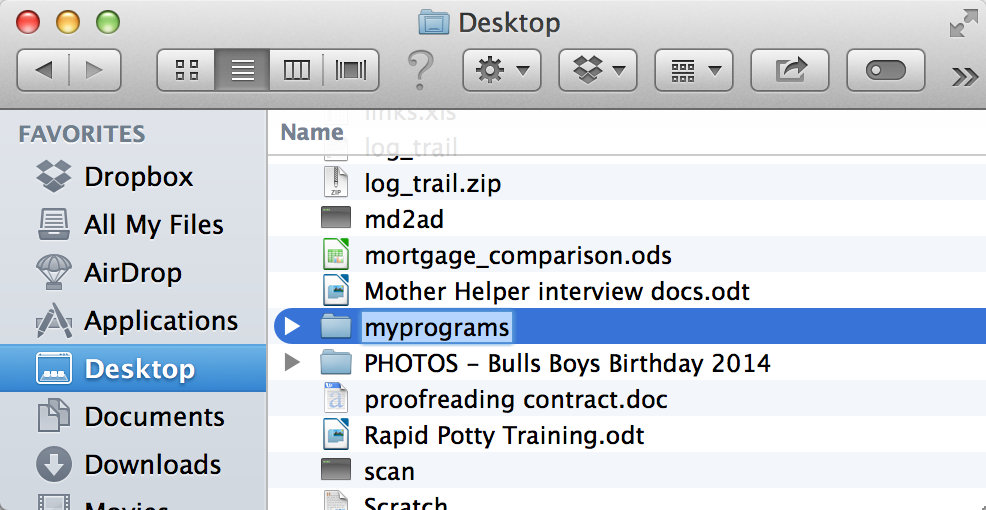 Desktop
FAVORITES
Dropbox
All My Files
AirDrop
Applications
Desktop
Documents
Downloads
Movies
Name
links.xls
log_trail
ZIP
log_trail.zip
md2ad
mortgage_comparison.ods
Mother Helper interview docs.odt
myprograms
PHOTOS – Bulls Boys Birthday 2014
proofreading contract.doc
Rapid Potty Training.odt
scan
Scratch